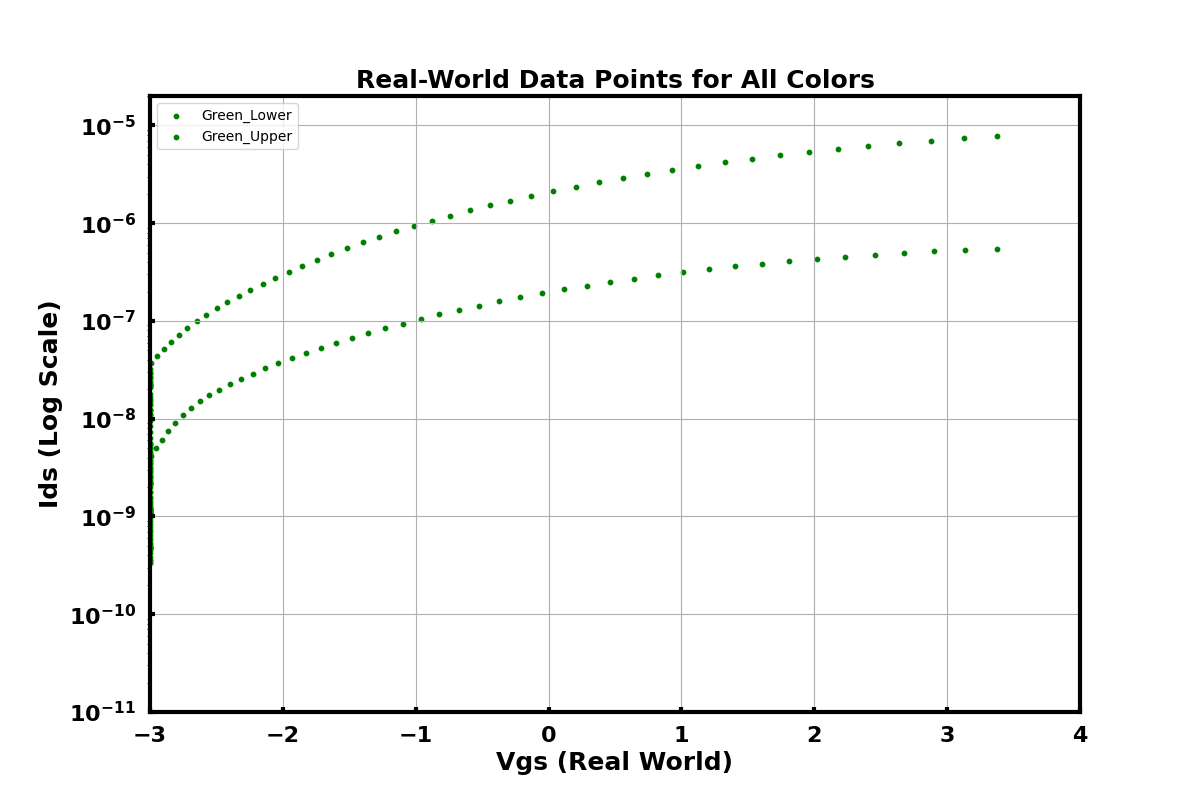 Real-World Data Points for All Colors
Green_Lower
Green_Upper
10⁻⁵
10⁻⁶
10⁻⁷
10⁻⁸
10⁻⁹
10⁻¹⁰
10⁻¹¹
Ids (Log Scale)
−3 −2 −1 0 1 2 3 4
Vgs (Real World)